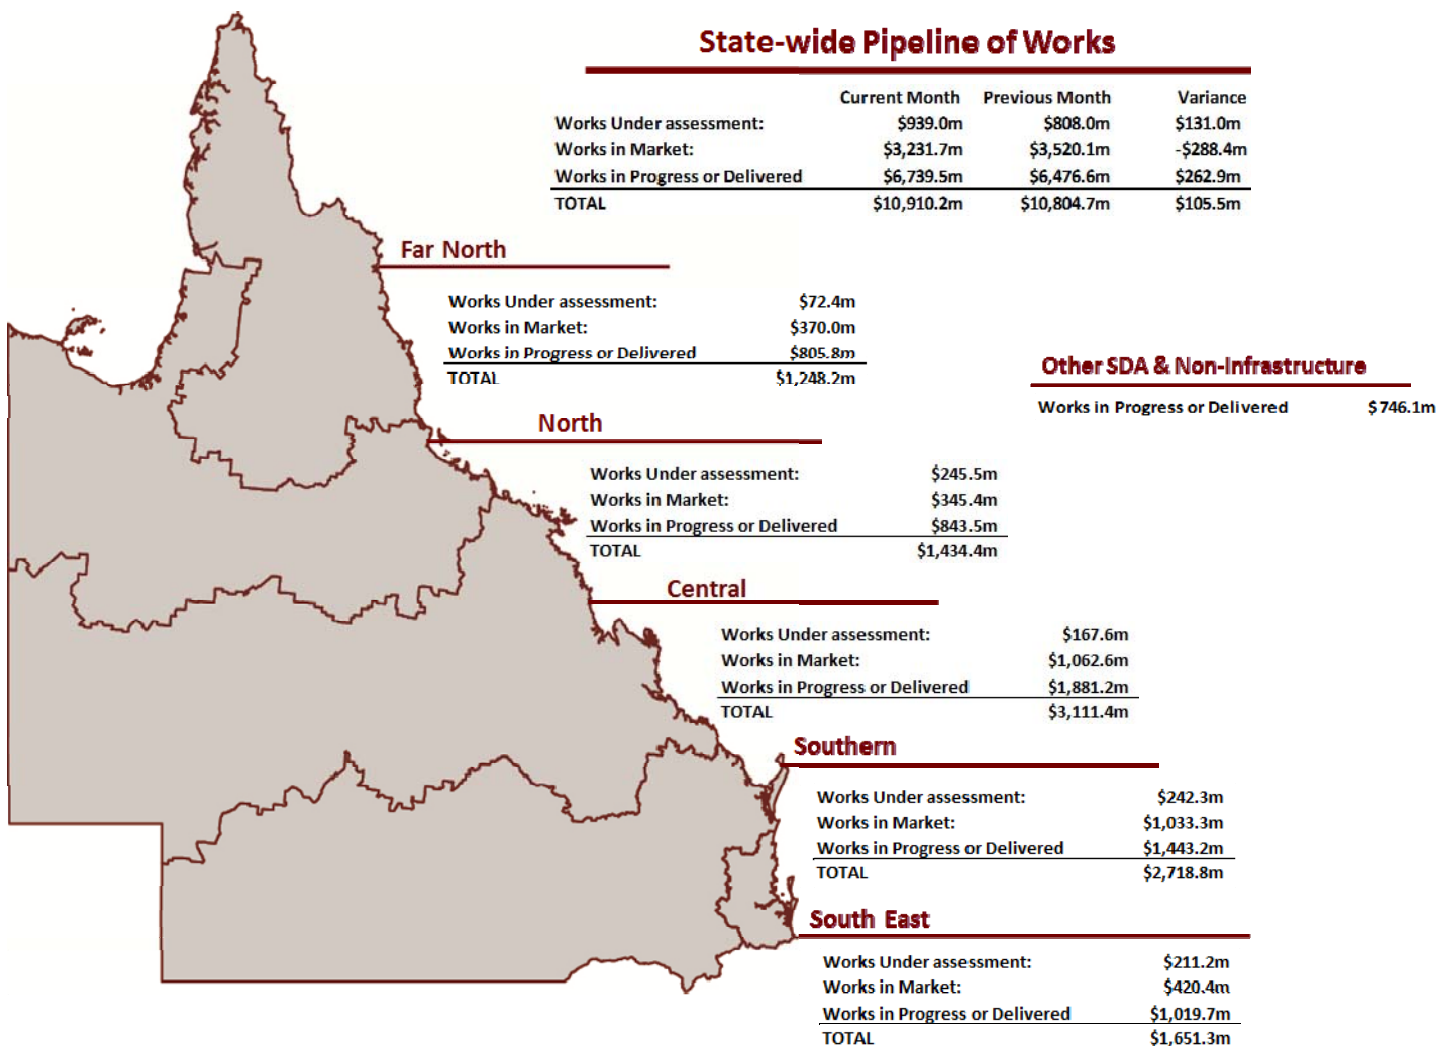 State-wide Pipeline of Works
Current Month Previous Month Variance
Works Under assessment: $939.0m $808.0m $131.0m
Works in Market: $3,231.7m $3,520.1m -$288.4m
Works in Progress or Delivered $6,739.5m $6,476.6m $262.9m
TOTAL $10,910.2m $10,804.7m $105.5m
Far North
Works Under assessment: $72.4m
Works in Market: $370.0m
Works in Progress or Delivered $805.8m
TOTAL $1,248.2m
Other SDA & Non-Infrastructure
Works in Progress or Delivered $746.1m
North
Works Under assessment: $245.5m
Works in Market: $345.4m
Works in Progress or Delivered $843.5m
TOTAL $1,434.4m
Central
Works Under assessment: $167.6m
Works in Market: $1,062.6m
Works in Progress or Delivered $1,881.2m
TOTAL $3,111.4m
Southern
Works Under assessment: $242.3m
Works in Market: $1,033.3m
Works in Progress or Delivered $1,443.2m
TOTAL $2,718.8m
South East
Works Under assessment: $211.2m
Works in Market: $420.4m
Works in Progress or Delivered $1,019.7m
TOTAL $1,651.3m